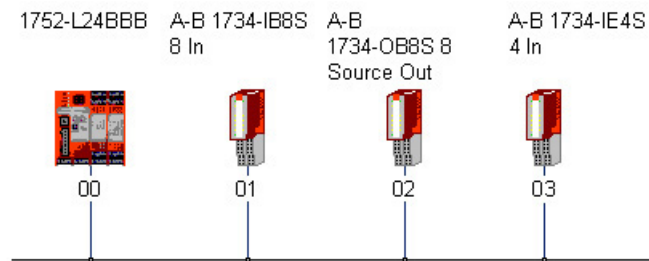 1752-L24BBB
A-B 1734-IB8S
8 In
A-B
1734-OB8S 8
Source Out
A-B 1734-IE4S
4 In
00
01
02
03